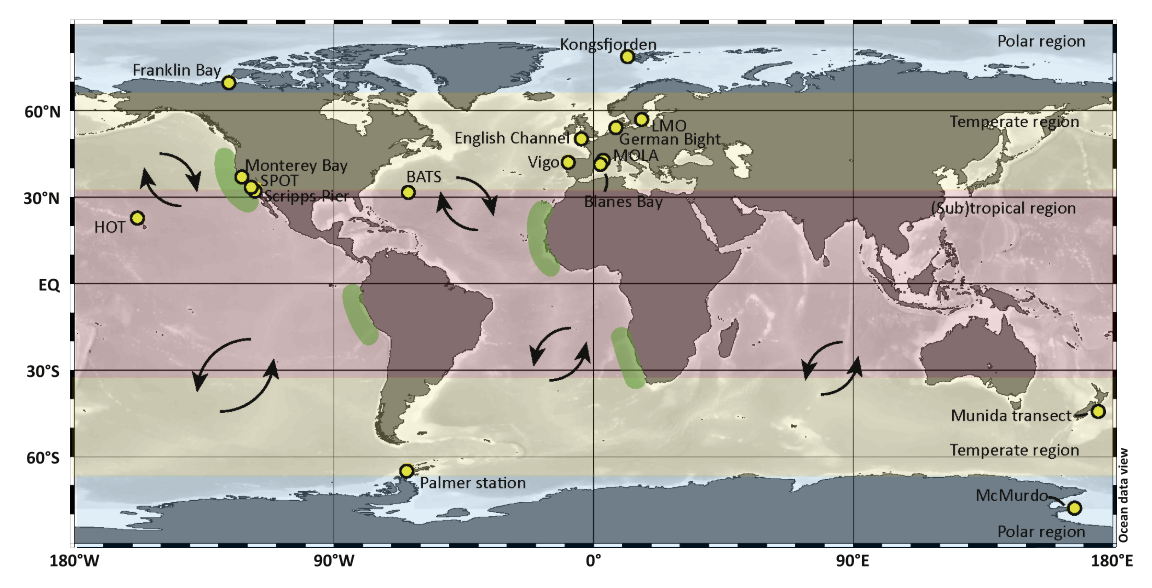 Polar region
Kongsfjorden
Franklin Bay
60°N
Temperate region
LMO
English Channel
German Bight
MOLA
Vigo
Monterey Bay
SPOT
BATS
Scripps Pier
30°N
Blanes Bay
(Sub)tropical region
HOT
EQ
30°S
Munida transect
Temperate region
60°S
Palmer station
McMurdo
Polar region
Ocean data view
180°W
90°W
0°
90°E
180°E